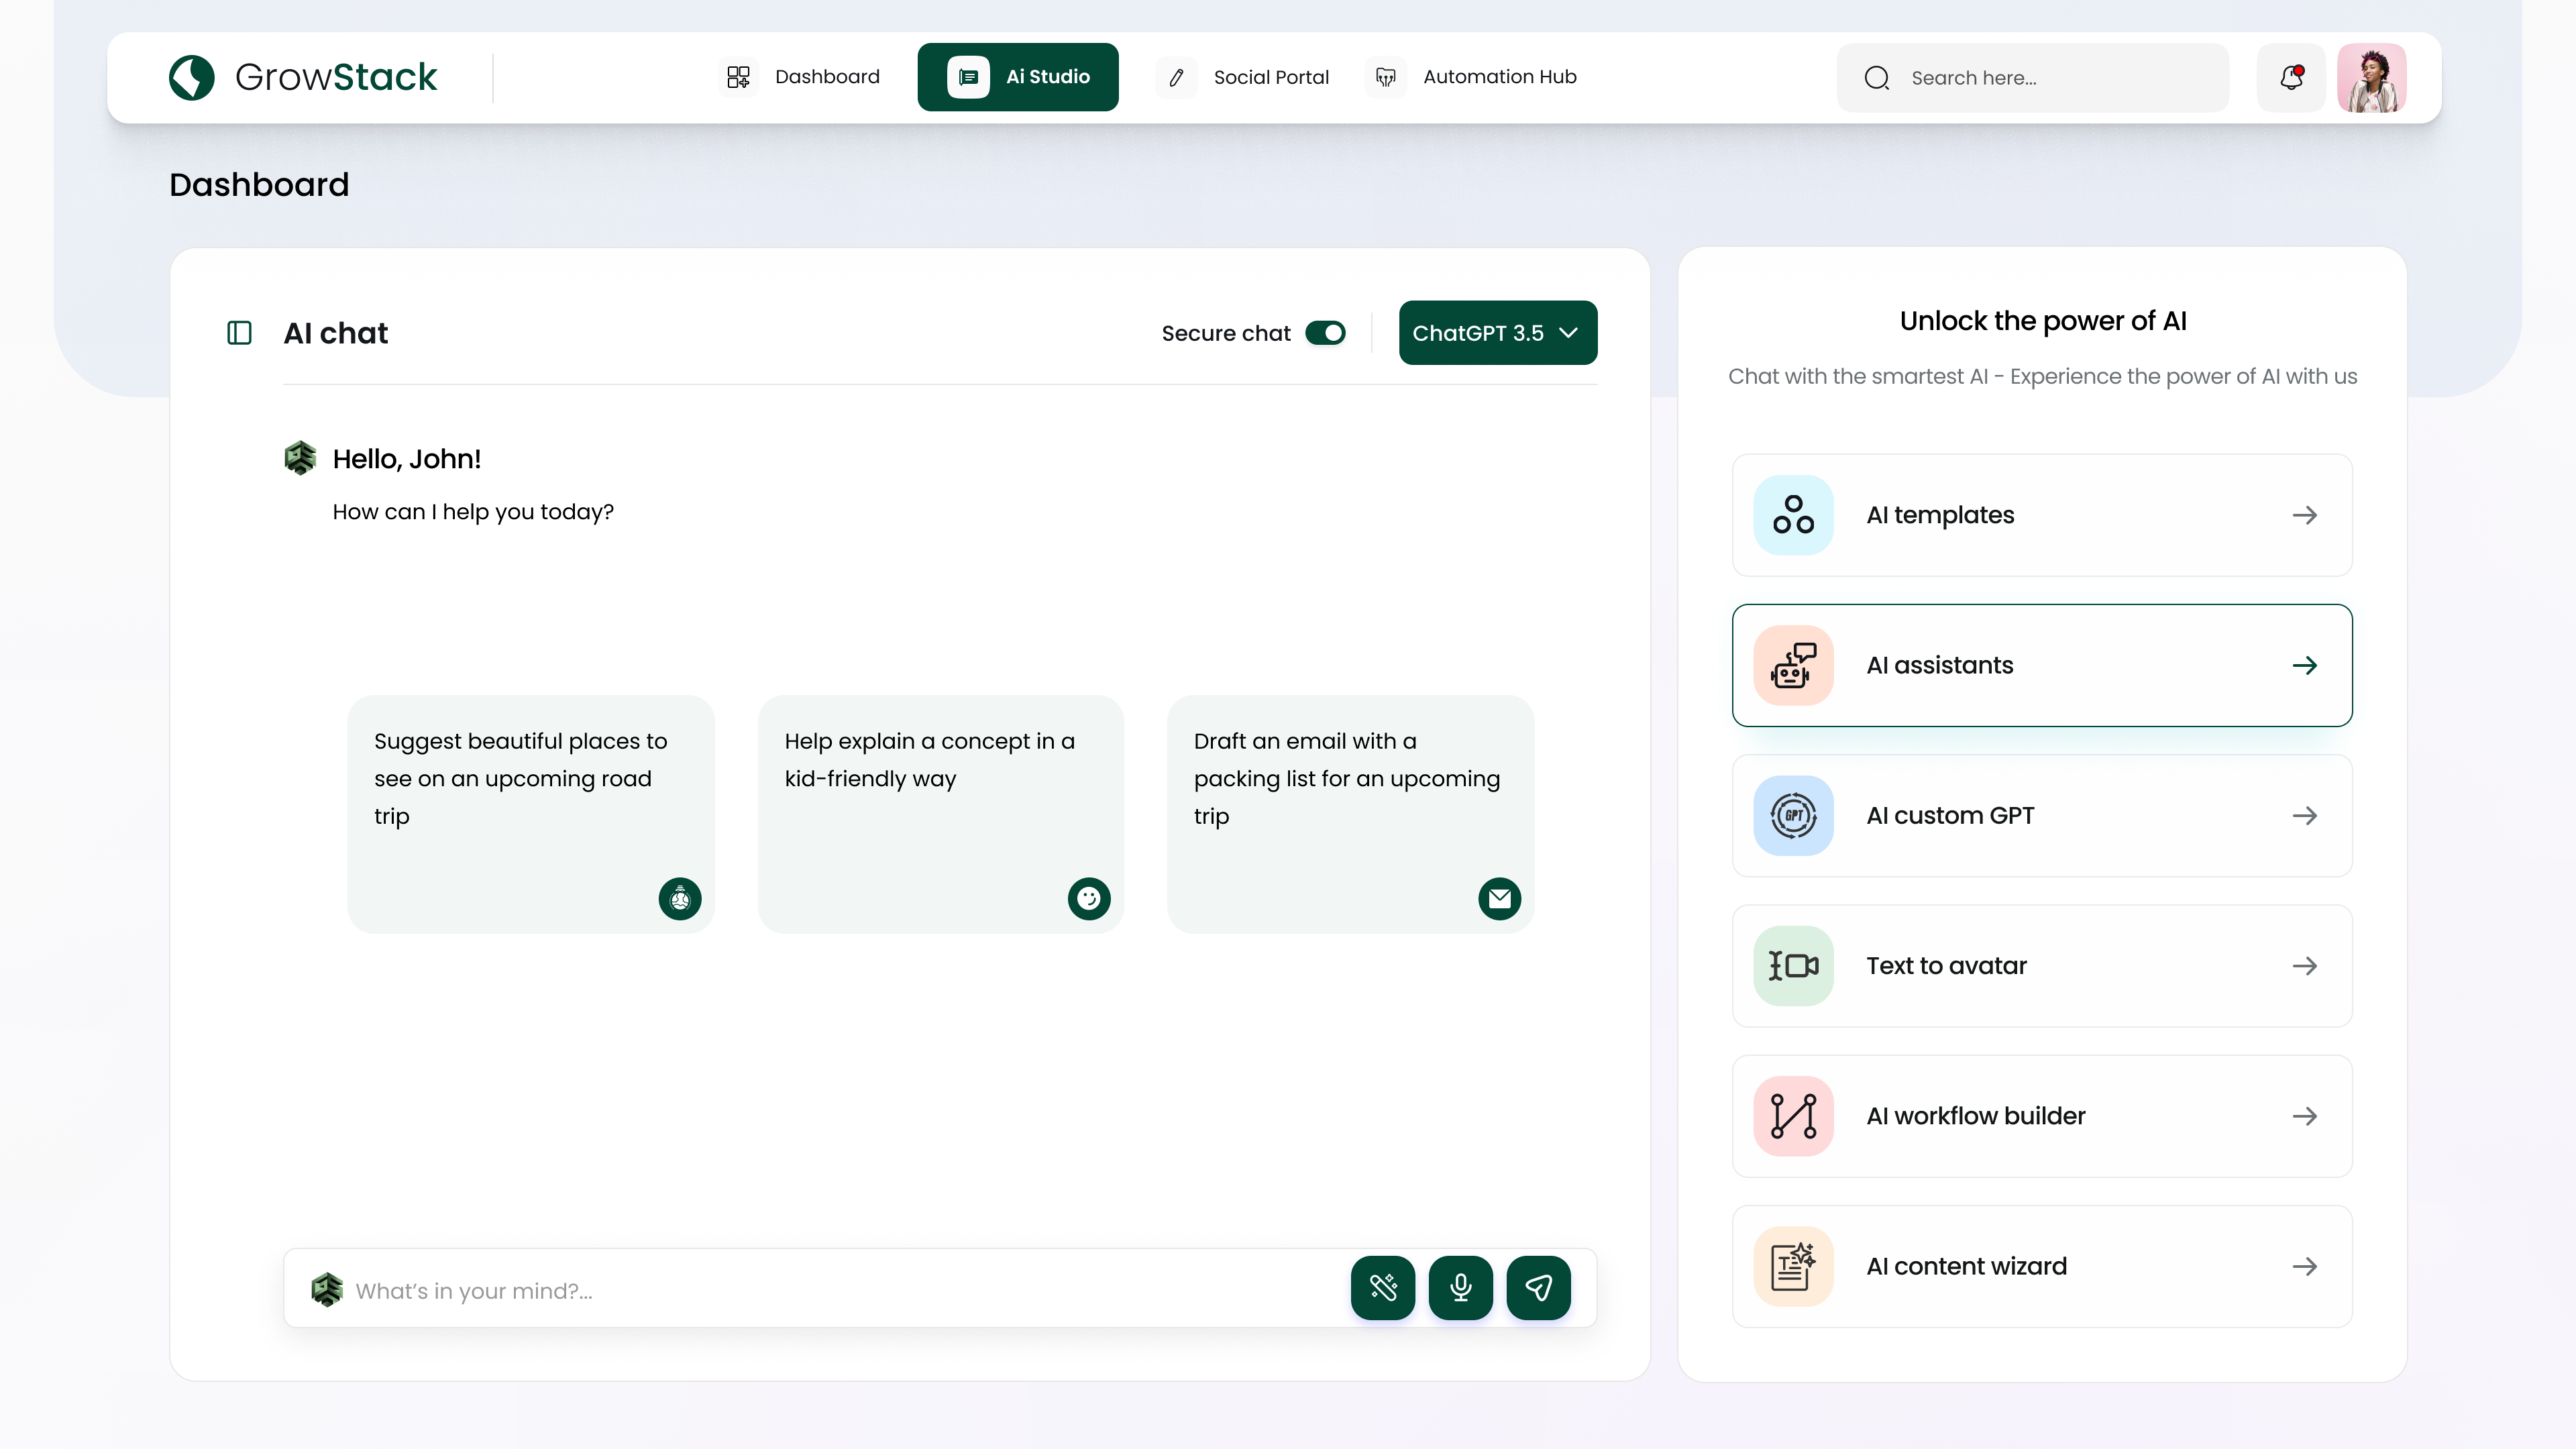 GrowStack
Dashboard
Ai Studio
Social Portal
Automation Hub
Search here...
Dashboard
AI chat
Secure chat
ChatGPT 3.5
Hello, John!
How can I help you today?
Suggest beautiful places to
see on an upcoming road
trip
Help explain a concept in a
kid-friendly way
Draft an email with a
packing list for an upcoming
trip
What's in your mind?...
Unlock the power of AI
Chat with the smartest AI - Experience the power of AI with us
AI templates
AI assistants
GPT
AI custom GPT
Text to avatar
AI workflow builder
AI content wizard